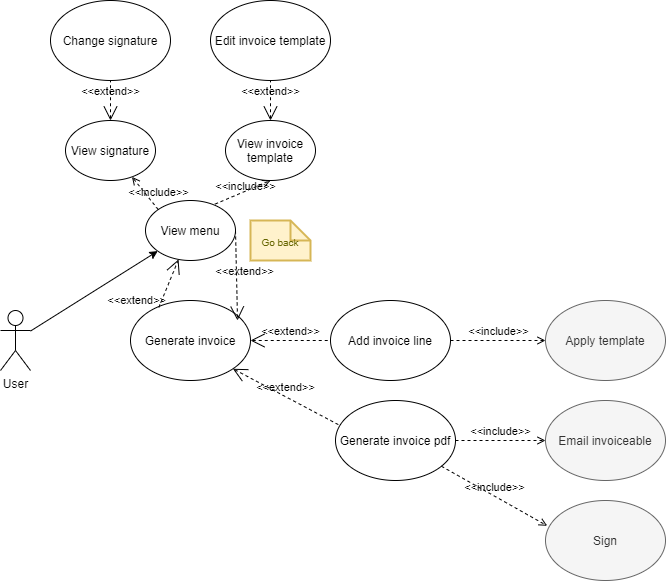 Change signature
Edit invoice template
<<extend>>
<<extend>>
View signature
View invoice
template
<<include>>
<<include>>
View menu
Go back
<<extend>>
<<extend>>
Generate invoice
<<extend>>
Add invoice line
<<include>>
Apply template
User
<<extend>>
Generate invoice pdf
<<include>>
Email invoiceable
<<include>>
Sign